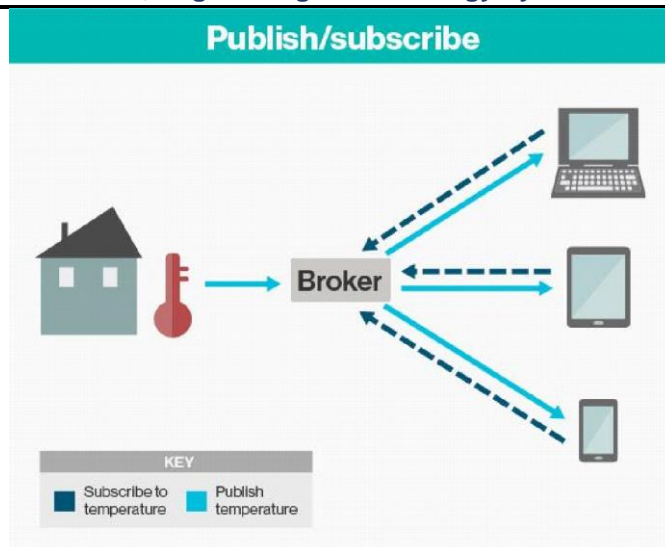 Publish/subscribe
Broker
KEY
Subscribe to
temperature
Publish
temperature